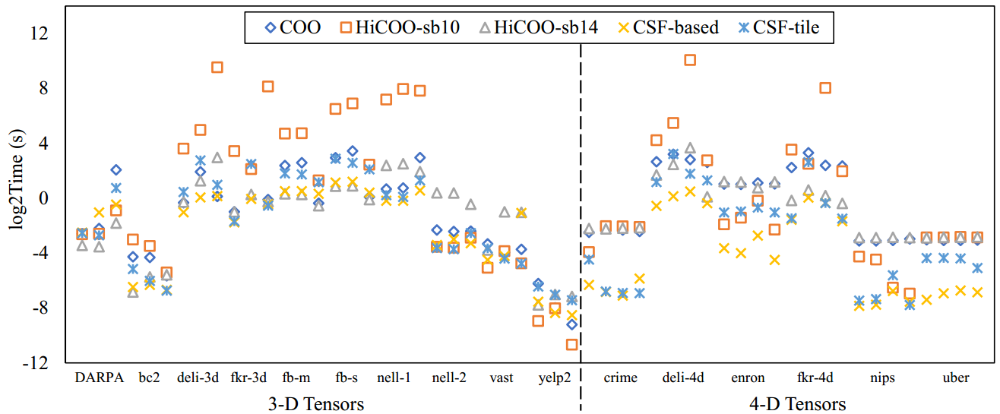 COO HiCOO-sb10 HiCOO-sb14 CSF-based CSF-tile
log2Time (s)
12
8
4
0
-4
-8
-12
DARPA bc2 deli-3d fkr-3d fb-m fb-s nell-1 nell-2 vast yelp2 crime deli-4d enron fkr-4d nips uber
3-D Tensors 4-D Tensors